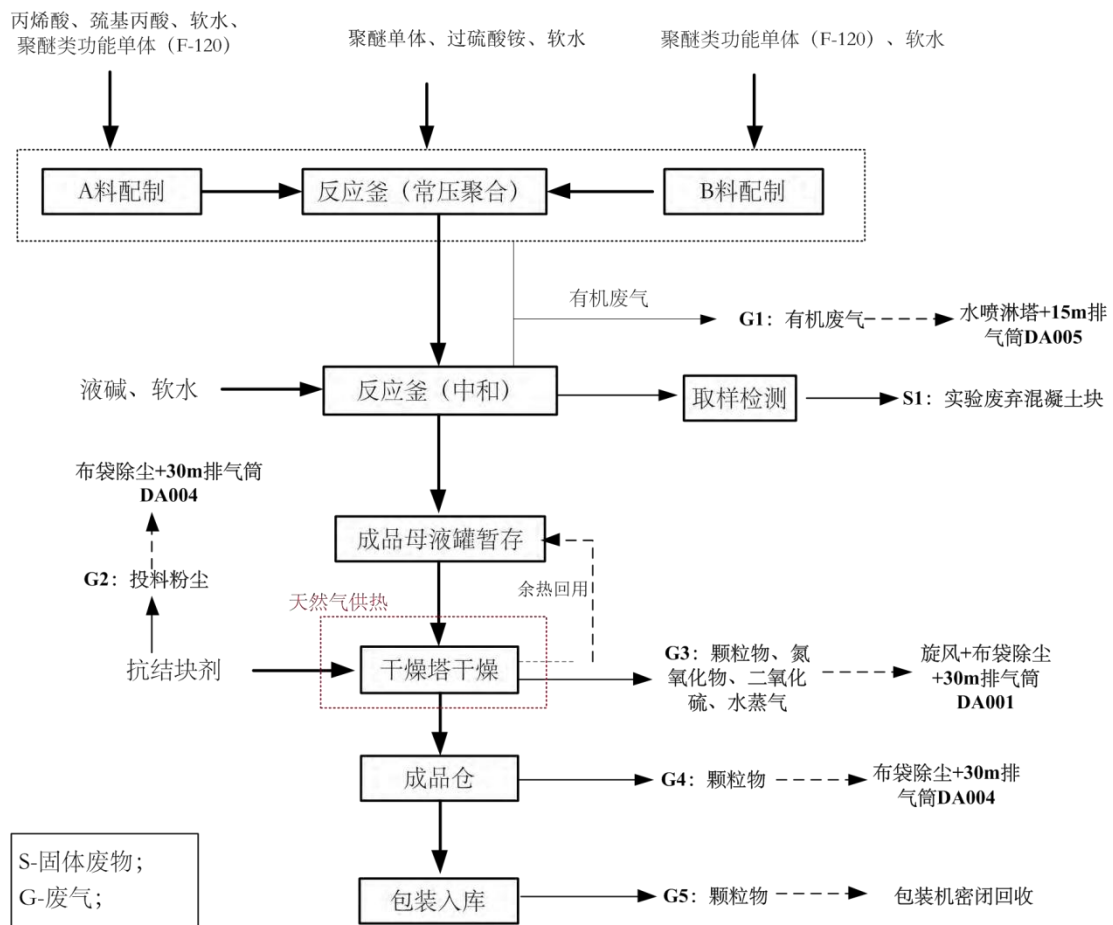 丙烯酸、巯基丙酸、软水、
聚醚类功能单体（F-120）
聚醚单体、过硫酸铵、软水
聚醚类功能单体（F-120）、软水
A料配制
反应釜（常压聚合）
B料配制
有机废气
G1：有机废气
水喷淋塔+15m排
气筒DA005
液碱、软水
反应釜（中和）
取样检测
S1：实验废弃混凝土块
布袋除尘+30m排气筒
DA004
成品母液罐暂存
G2：投料粉尘
余热回用
天然气供热
抗结块剂
干燥塔干燥
G3：颗粒物、氮
氧化物、二氧化
硫、水蒸气
旋风+布袋除尘
+30m排气筒
DA001
成品仓
G4：颗粒物
布袋除尘+30m排
气筒DA004
S-固体废物；
G-废气；
包装入库
G5：颗粒物
包装机密闭回收